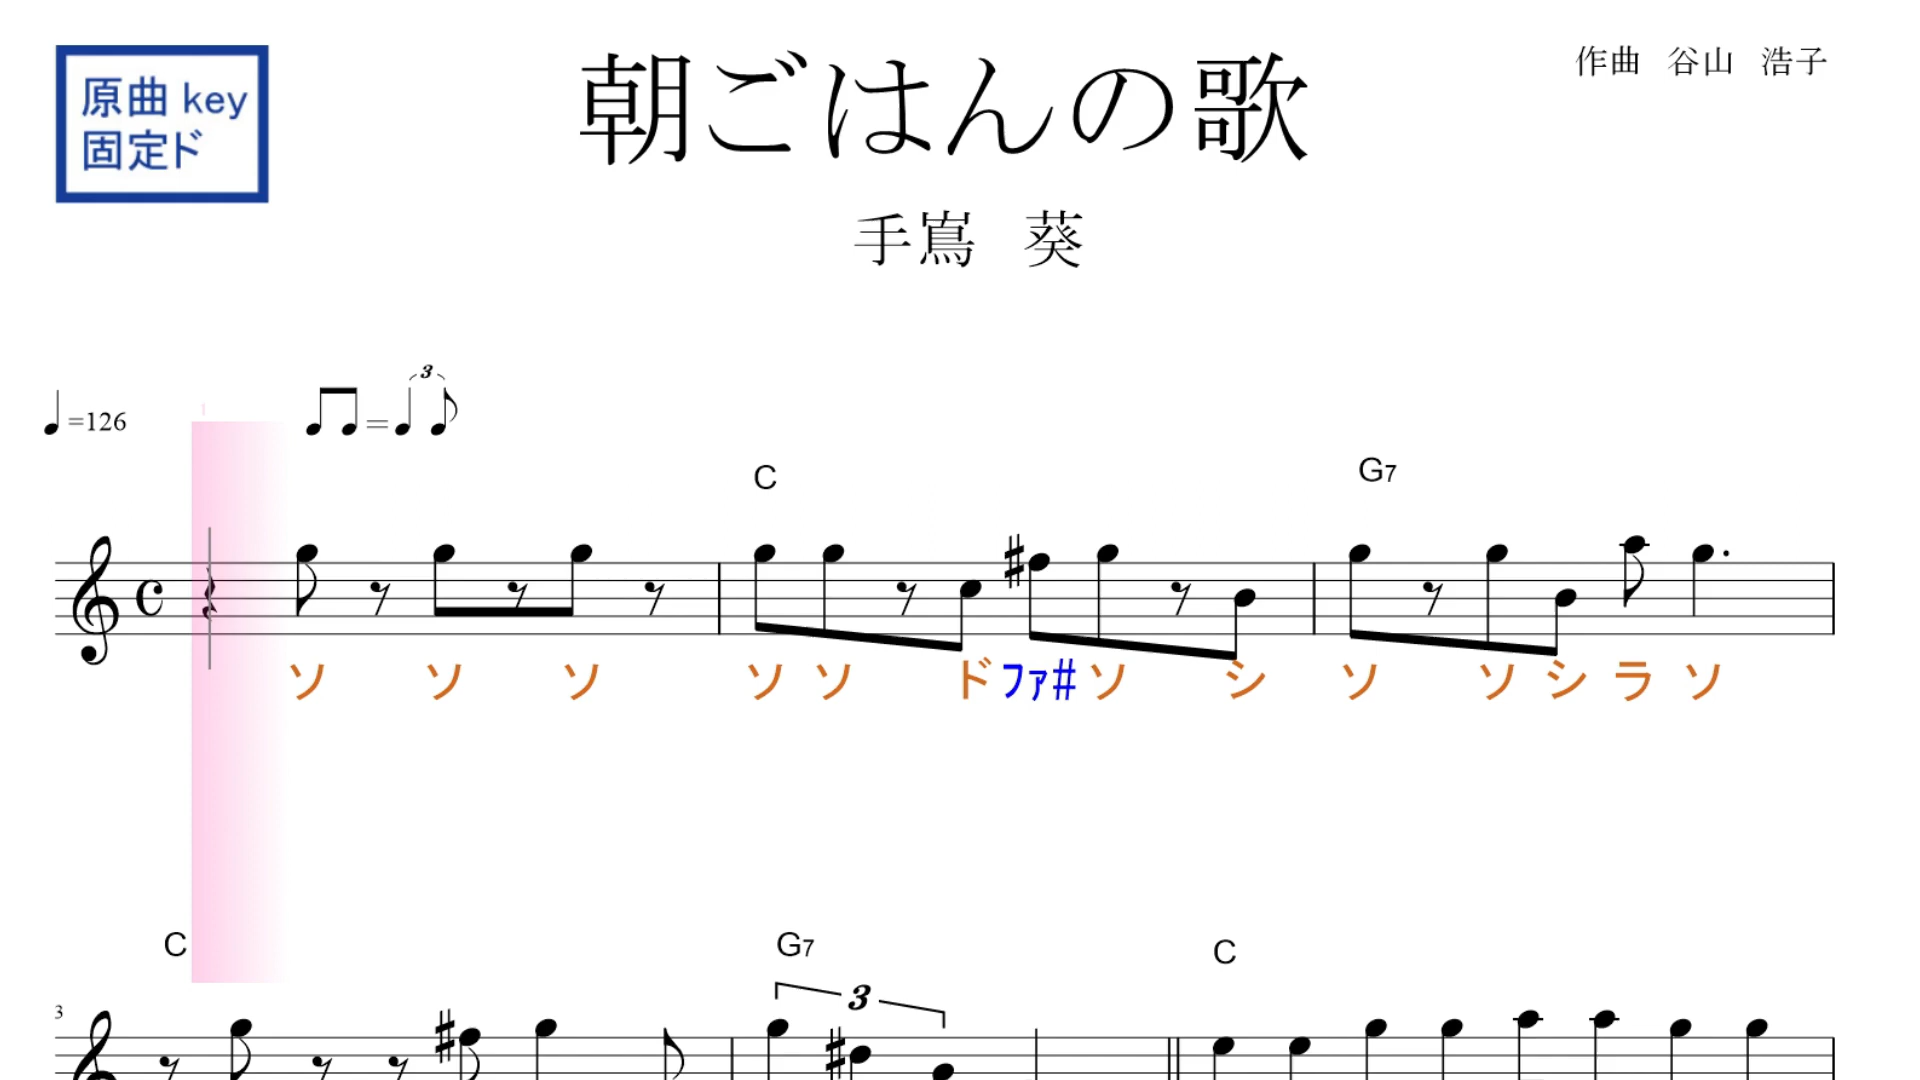 原曲 key
固定ド
朝ごはんの歌
作曲 谷山 浩子
手嶌 葵
=126
1
3
=
C
G7
ソ ソ ソ ソ ソ ド ファ# ソ シ ソ ソ シ ラ ソ
C
G7
C
3
3